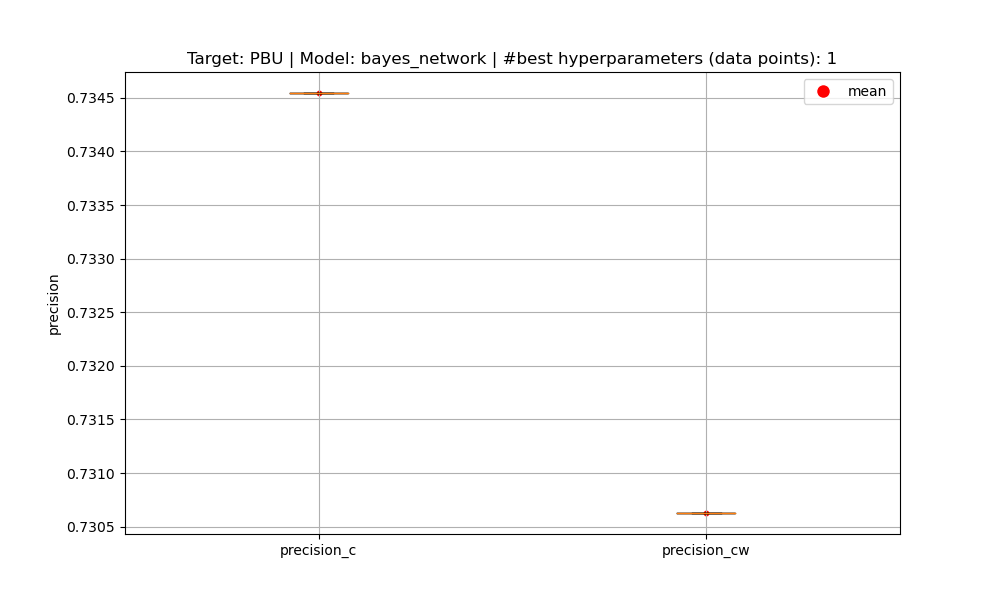 Target: PBU | Model: bayes_network | #best hyperparameters (data points): 1
mean
0.7345
0.7340
0.7335
0.7330
0.7325
0.7320
0.7315
0.7310
0.7305
precision
precision_c
precision_cw